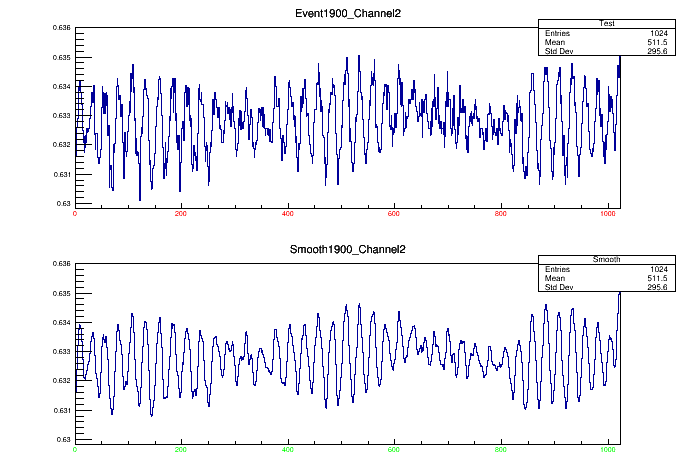 Event1900_Channel2
Test
Entries 1024
Mean 511.5
Std Dev 295.6
0.636
0.635
0.634
0.633
0.632
0.631
0.63
0 200 400 600 800 1000
Smooth1900_Channel2
Smooth
Entries 1024
Mean 511.5
Std Dev 295.6
0.636
0.635
0.634
0.633
0.632
0.631
0.63
0 200 400 600 800 1000